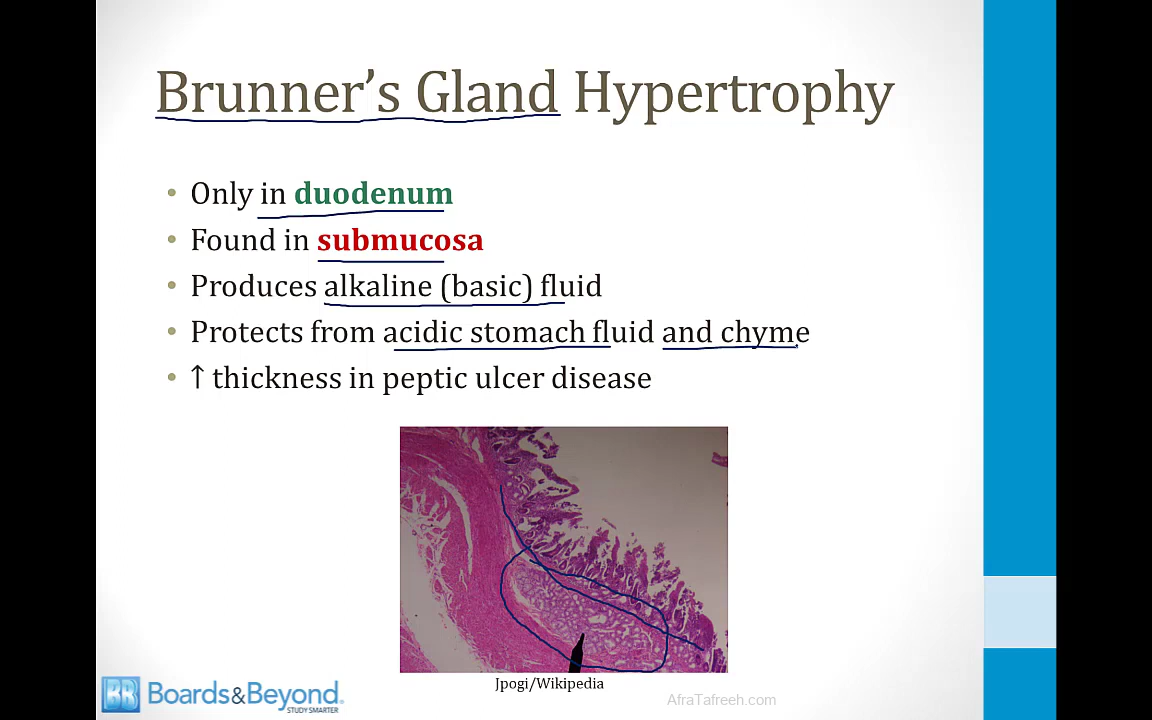 Brunner's Gland Hypertrophy
• Only in duodenum
• Found in submucosa
• Produces alkaline (basic) fluid
• Protects from acidic stomach fluid and chyme
• ↑ thickness in peptic ulcer disease
Jpogi/Wikipedia
BB Boards&Beyond.
STUDY SMARTER
AfraTafreeh.com